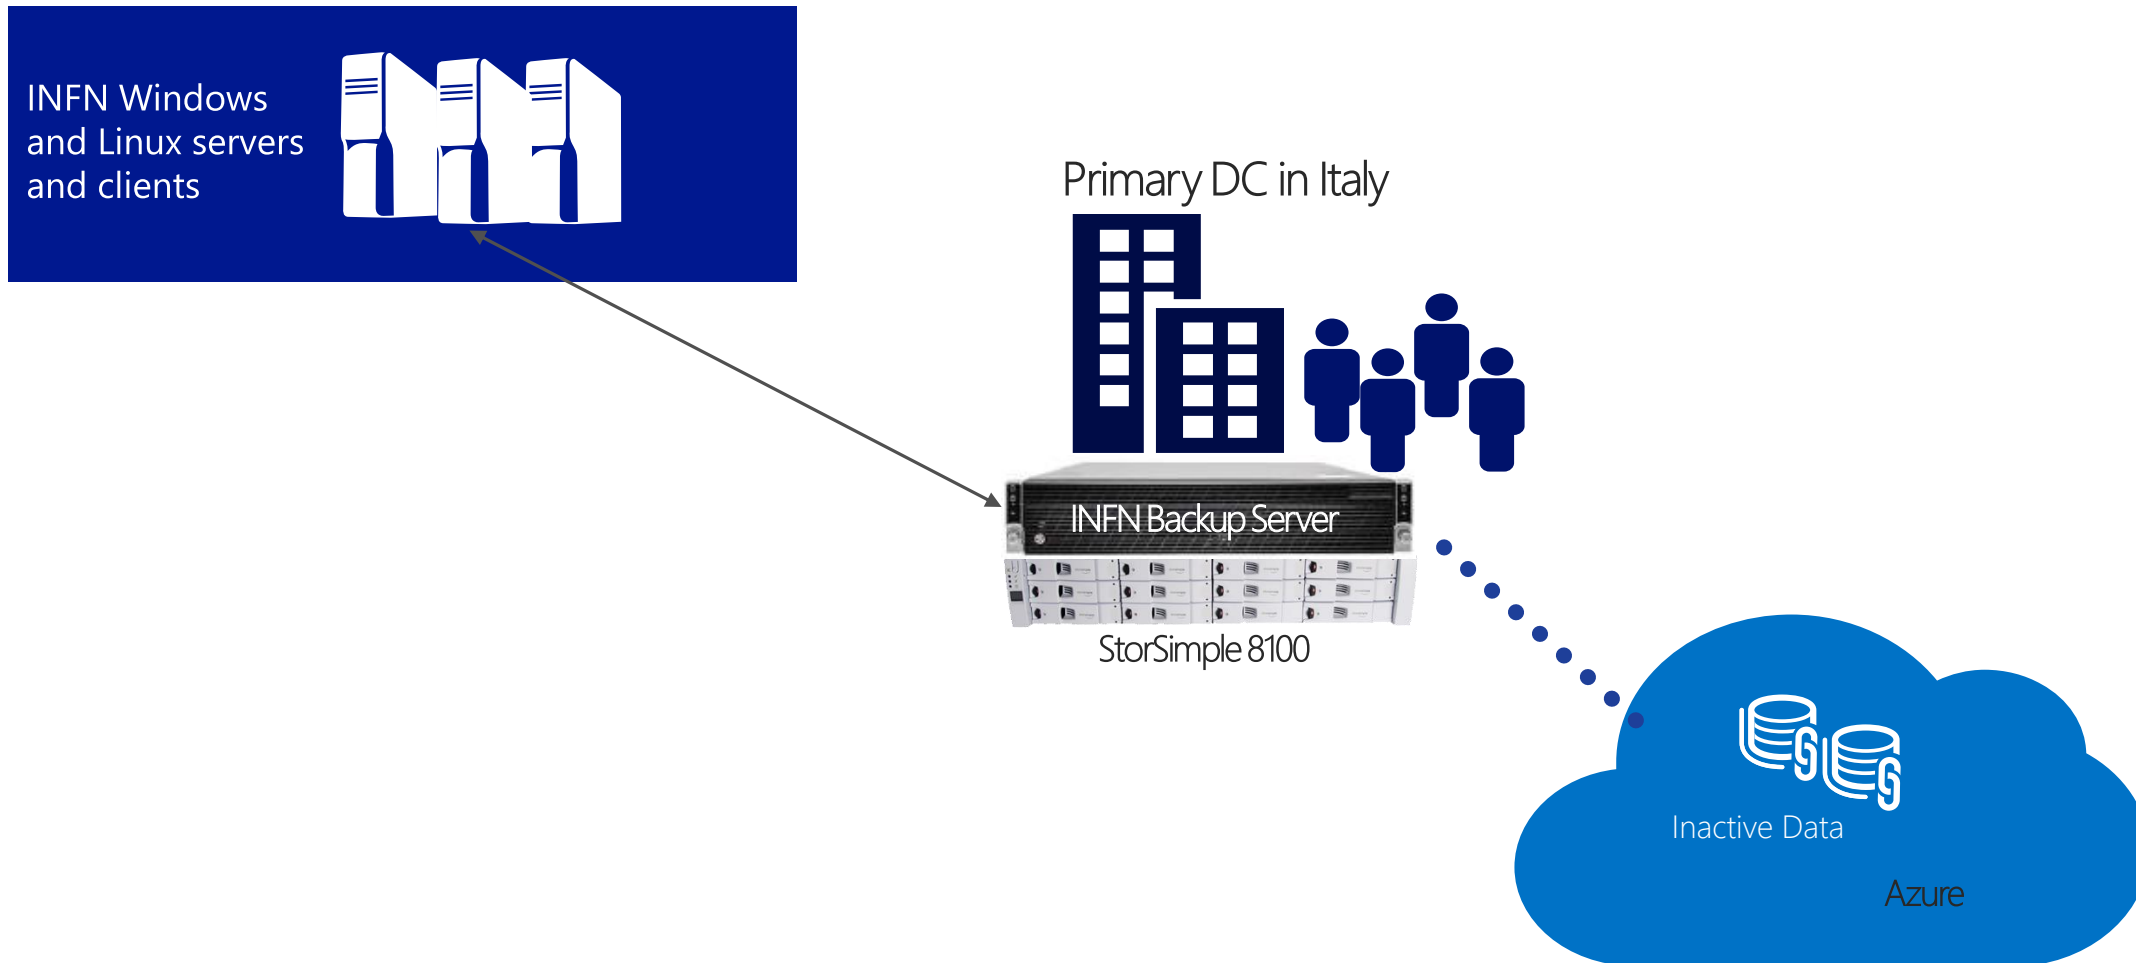 INFN Windows
and Linux servers
and clients
Primary DC in Italy
INFN Backup Server
StorSimple 8100
Inactive Data
Azure